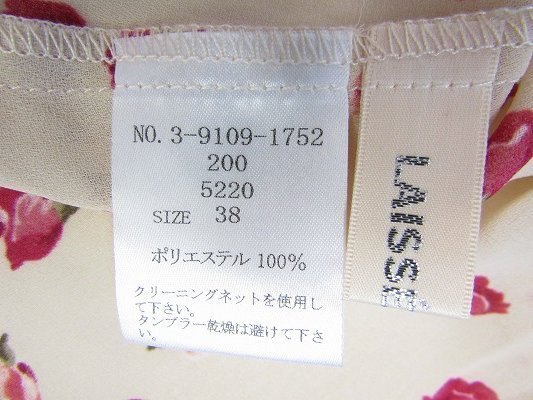 NO. 3-9109-1752
200
5220
SIZE 38
ポリエステル 100%
クリーニングネットを使用し
て下さい。
タンブラー乾燥は避けて下さ
い。